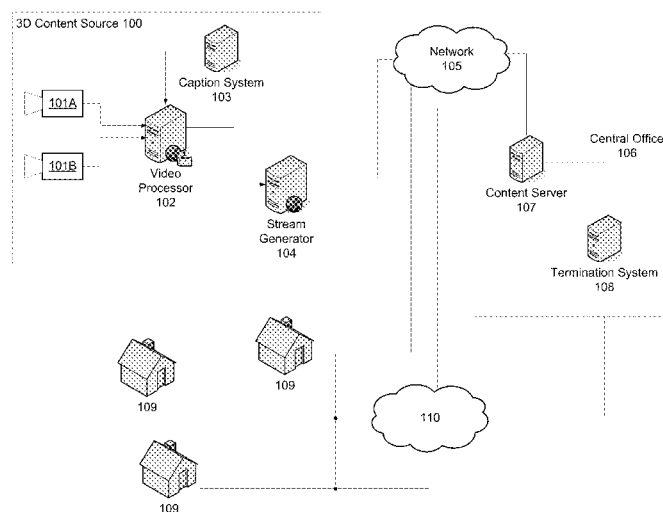 3D Content Source 100
Caption System
103
101A
101B
Video
Processor
102
Stream
Generator
104
Network
105
Central Office
106
Content Server
107
Termination System
108
109
109
109
110